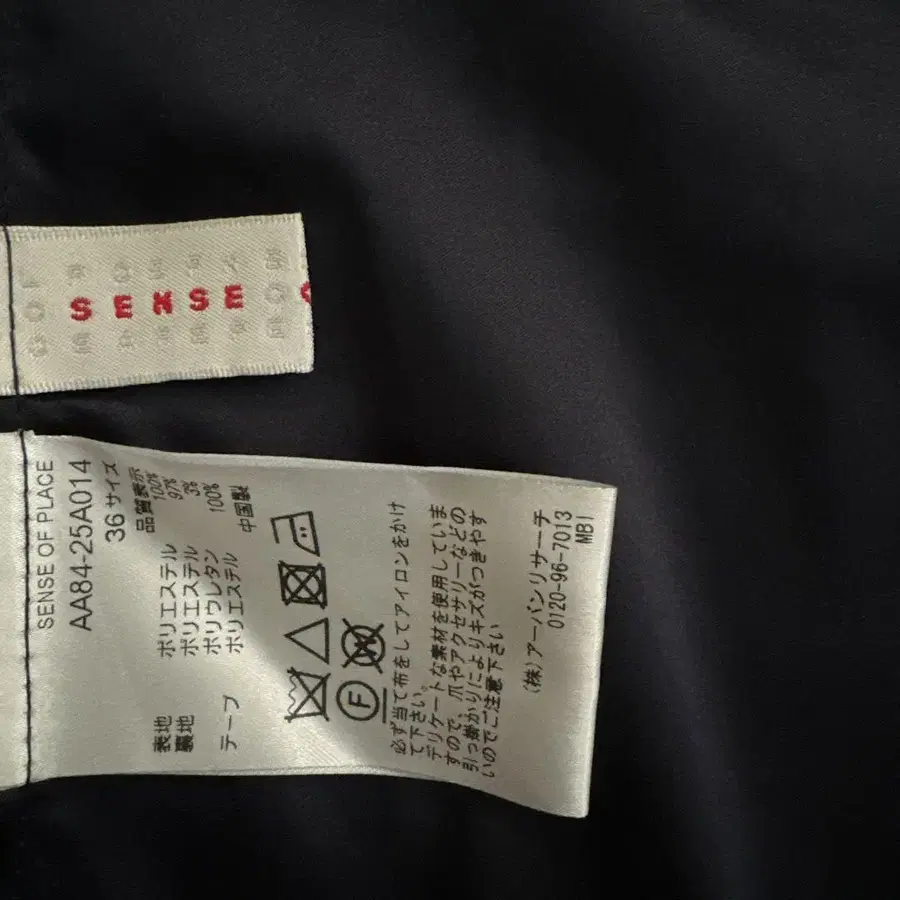 SENSE
SENSE OF PLACE
AA84-25A014
36サイズ
品質表示
表地 ポリエステル 100%
裏地 ポリエステル 97%
ポリウレタン 3%
テープ ポリエステル 100%
中国製
F
必ず当て布をしてアイロンをかけ
て下さい。
デリケートな素材を使用していま
すので、爪やアクセサリーなどの
引っ掛かりによりキズがつきやす
いのでご注意下さい
(株)アーバンリサーチ
0120-96-7013
MB1